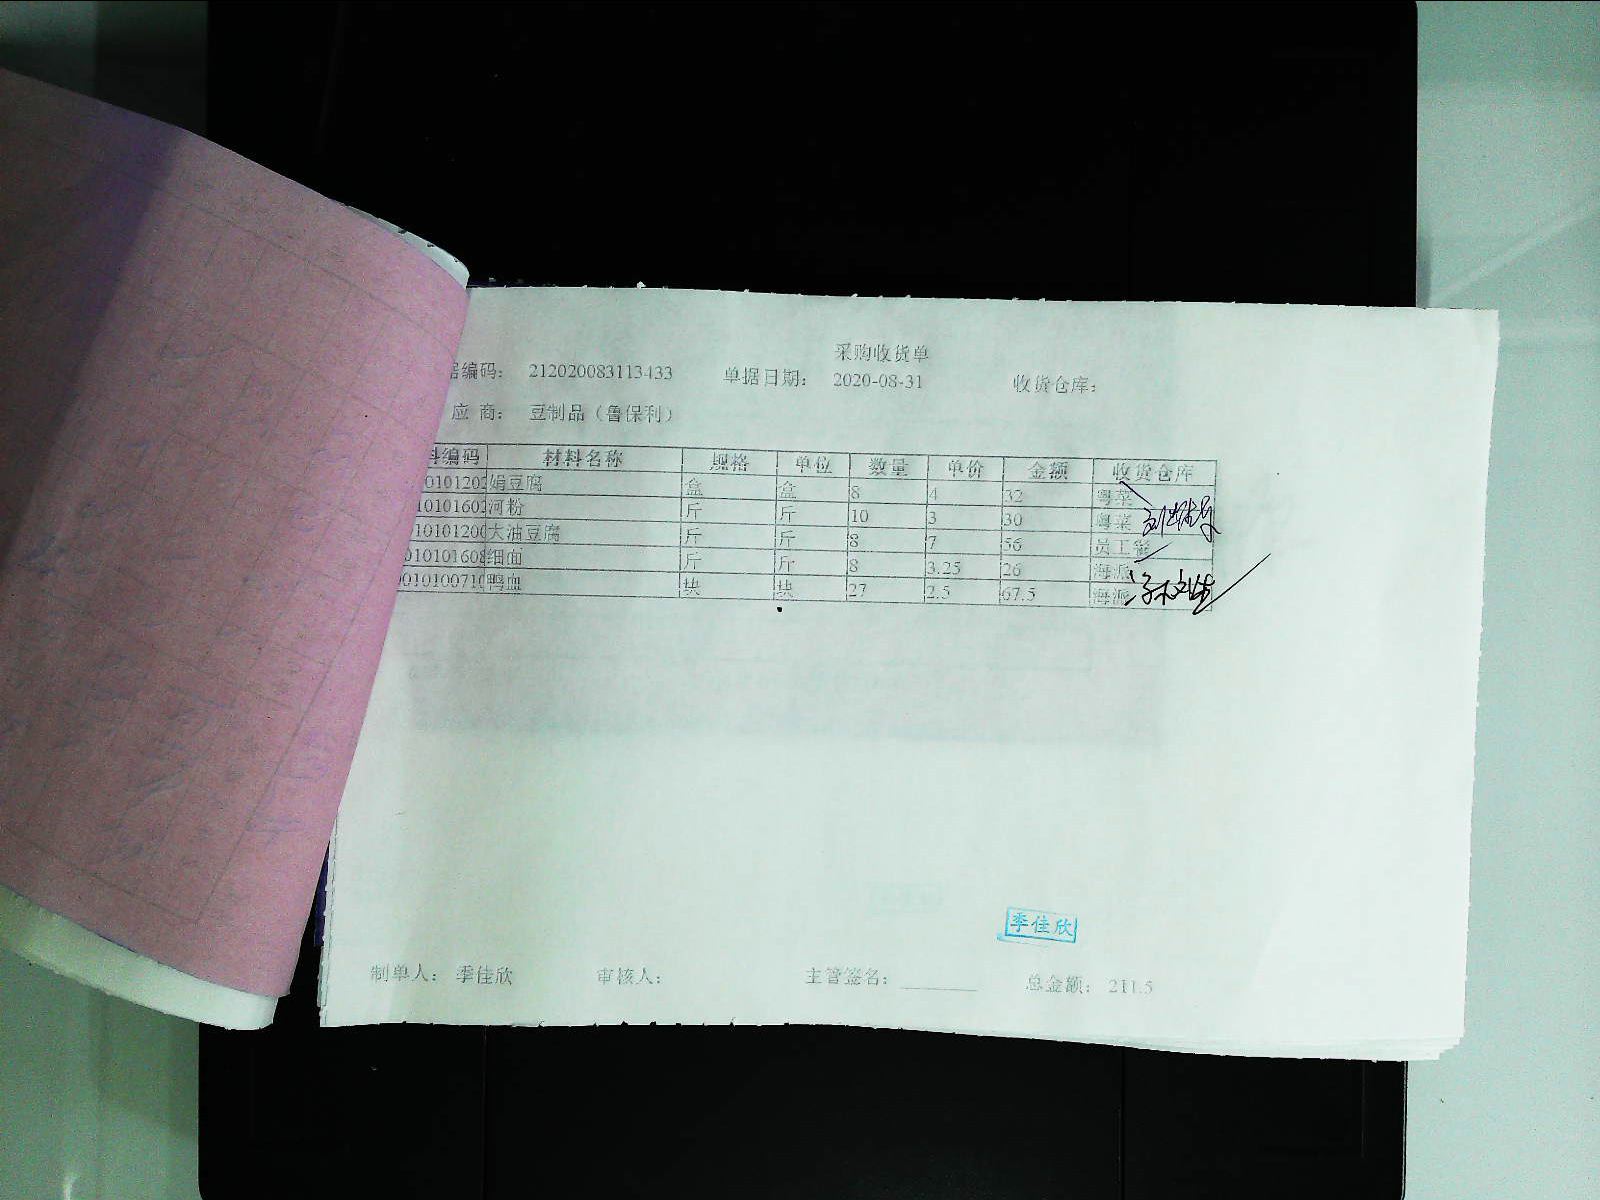 采购收货单
据编码： 212020083113433 单据日期： 2020-08-31 收货仓库：
应 商： 豆制品（鲁保利）
料编码 材料名称 规格 单位 数量 单价 金额 收货仓库
0101202 娟豆腐 盒 盒 8 4 32 粤菜
10101602 河粉 斤 斤 10 3 30 粤菜
10101200 大油豆腐 斤 斤 8 7 56 员工餐
010101608 细面 斤 斤 8 3.25 26 海派
0010100710 鸭血 块 块 27 2.5 67.5 海派
季佳欣
制单人： 季佳欣 审核人： 主管签名： 总金额： 211.5